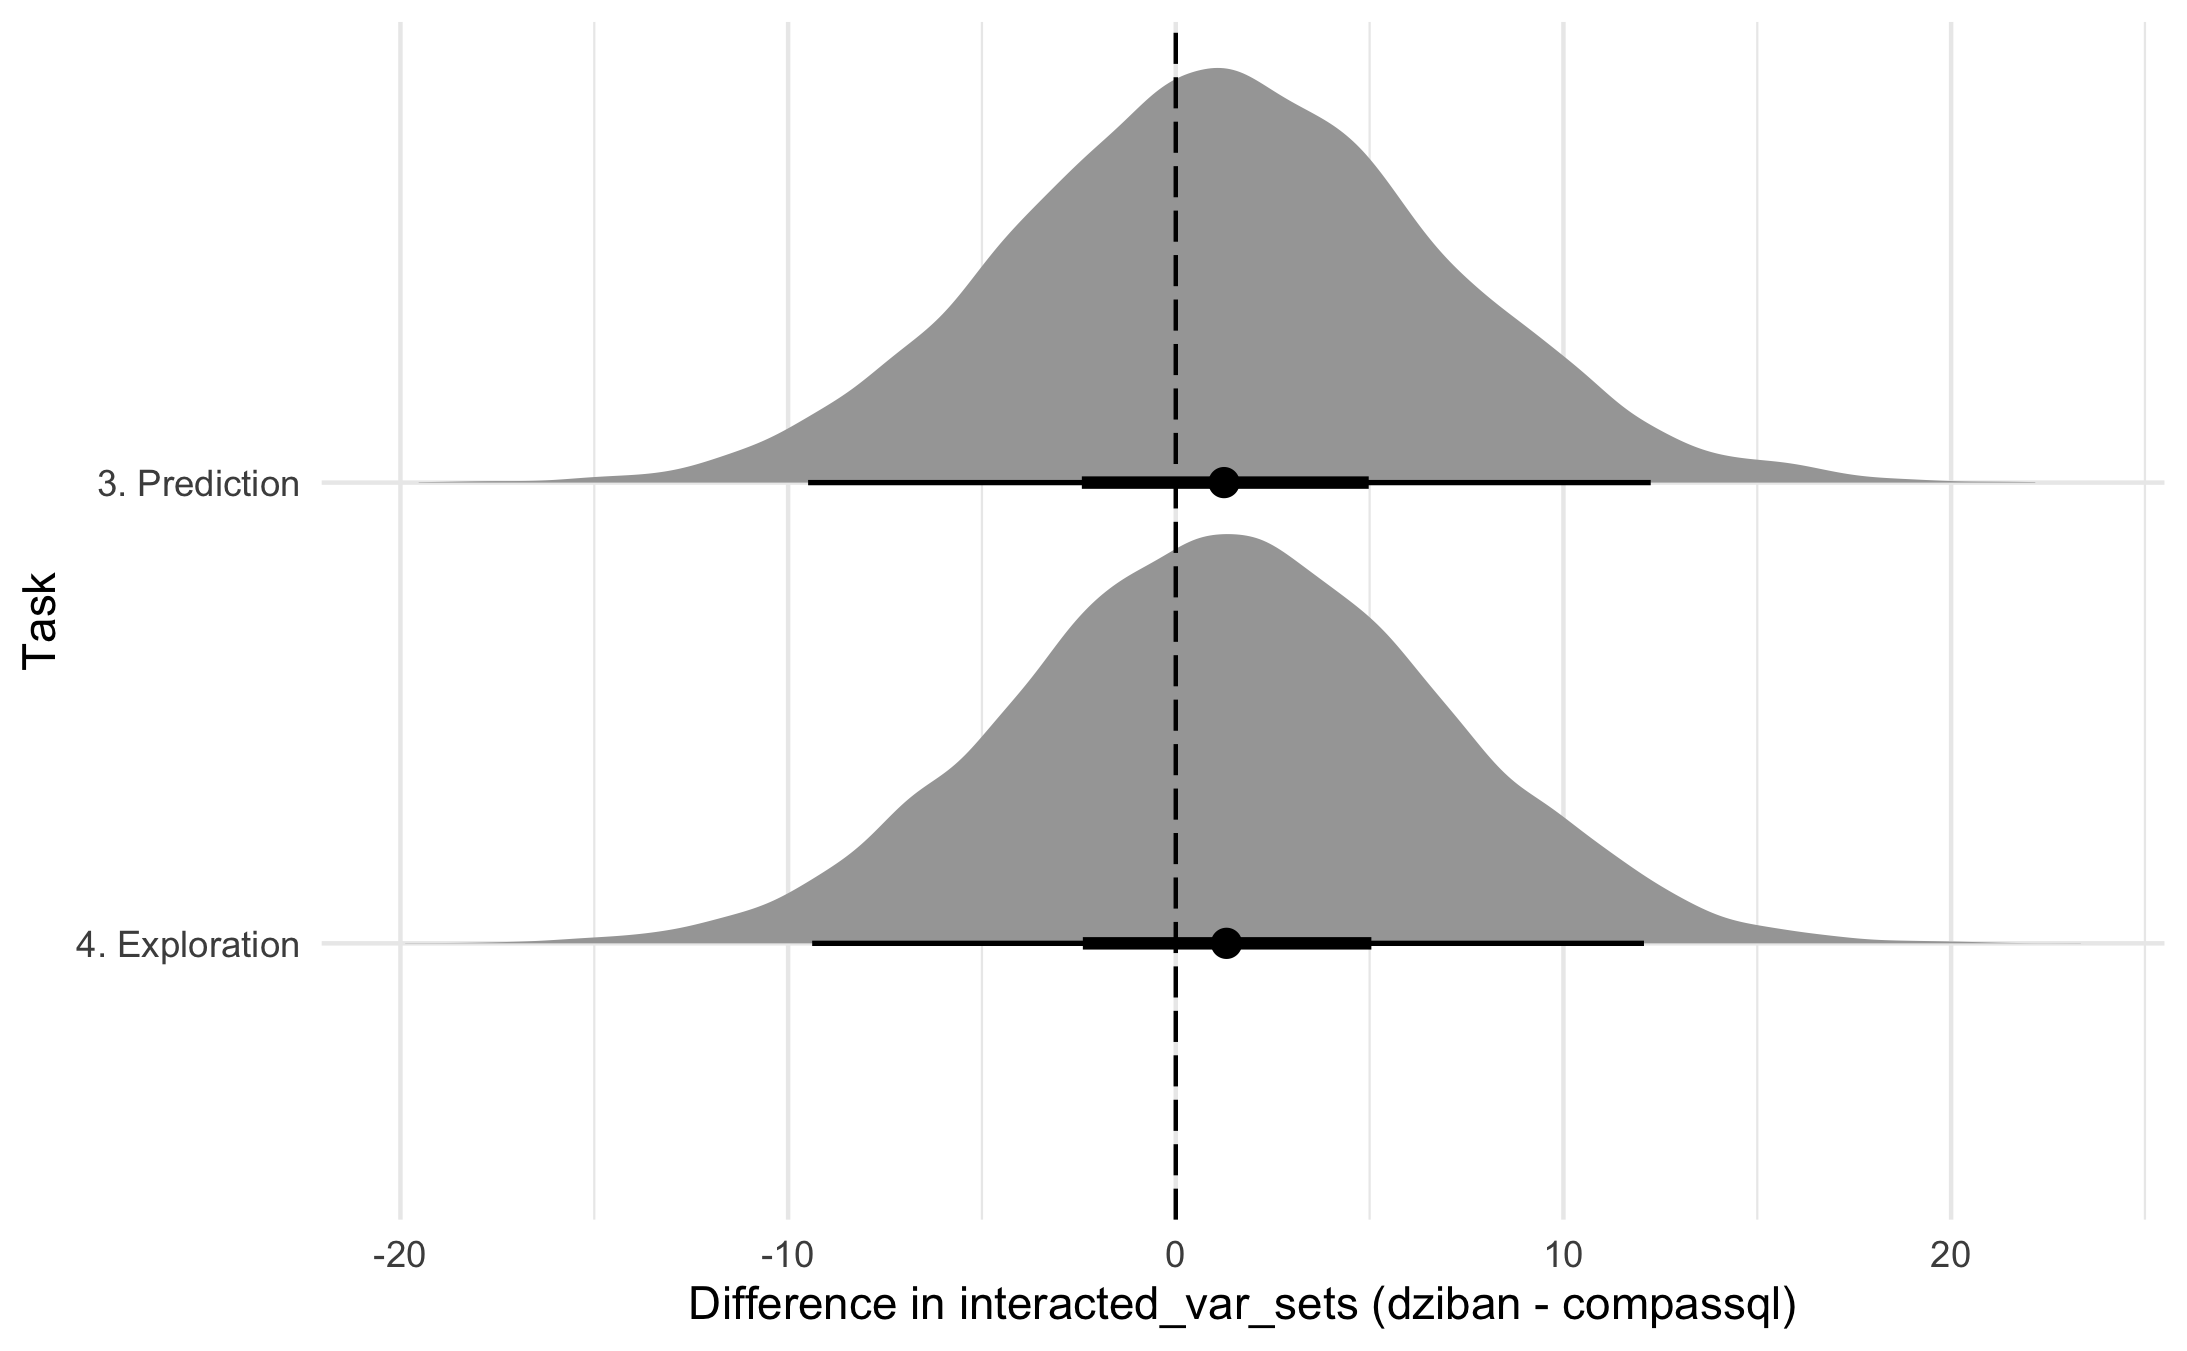 Task
3. Prediction
4. Exploration
-20 -10 0 10 20
Difference in interacted_var_sets (dziban - compassql)